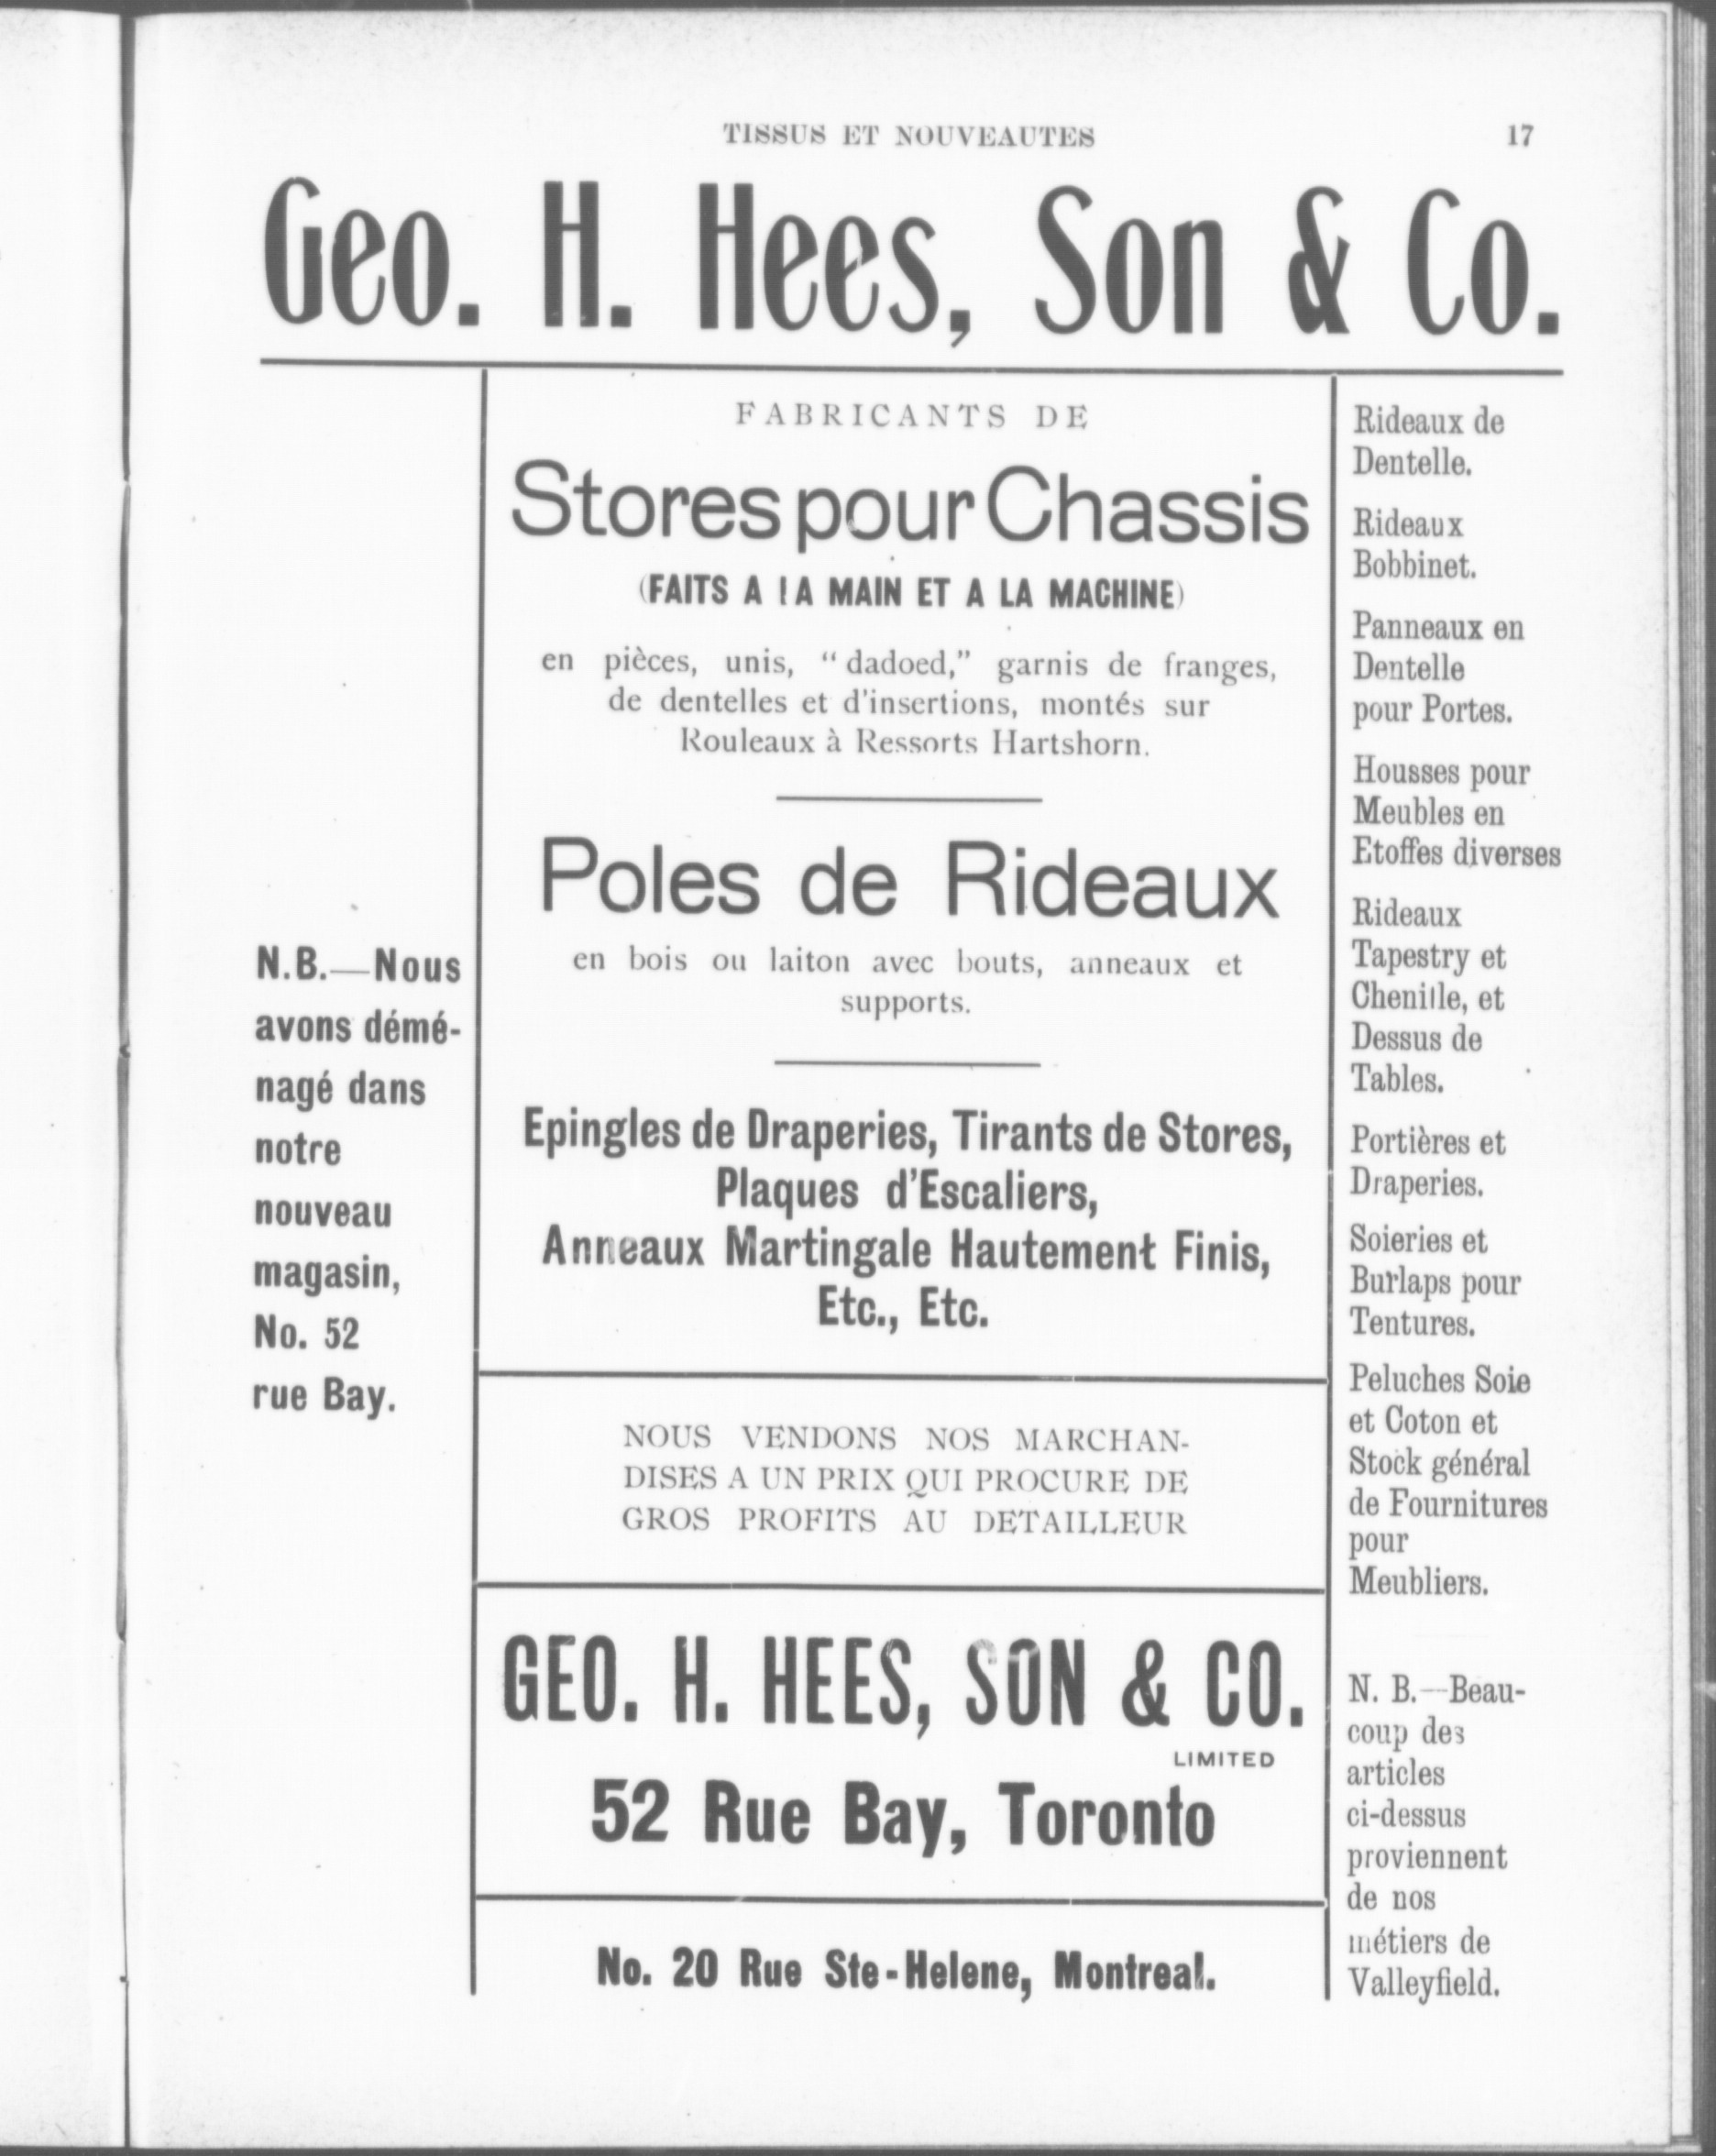 TISSUS ET NOUVEAUTES 17
Geo. H. Hees, Son & Co.
N.B.—Nous
avons démé-
nagé dans
notre
nouveau
magasin,
No. 52
rue Bay.
FABRICANTS DE
Stores pour Chassis
(FAITS A LA MAIN ET A LA MACHINE)
en pièces, unis, "dadoed," garnis de franges,
de dentelles et d'insertions, montés sur
Rouleaux à Ressorts Hartshorn.
Poles de Rideaux
en bois ou laiton avec bouts, anneaux et
supports.
Epingles de Draperies, Tirants de Stores,
Plaques d'Escaliers,
Anneaux Martingale Hautement Finis,
Etc., Etc.
NOUS VENDONS NOS MARCHAN-
DISES A UN PRIX QUI PROCURE DE
GROS PROFITS AU DETAILLEUR
GEO. H. HEES, SON & CO.
LIMITED
52 Rue Bay, Toronto
No. 20 Rue Ste-Helene, Montreal.
Rideaux de
Dentelle.
Rideaux
Bobbinet.
Panneaux en
Dentelle
pour Portes.
Housses pour
Meubles en
Etoffes diverses
Rideaux
Tapestry et
Chenille, et
Dessus de
Tables.
Portières et
Draperies.
Soieries et
Burlaps pour
Tentures.
Peluches Soie
et Coton et
Stock général
de Fournitures
pour
Meubliers.
N. B.—Beau-
coup des
articles
ci-dessus
proviennent
de nos
métiers de
Valleyfield.